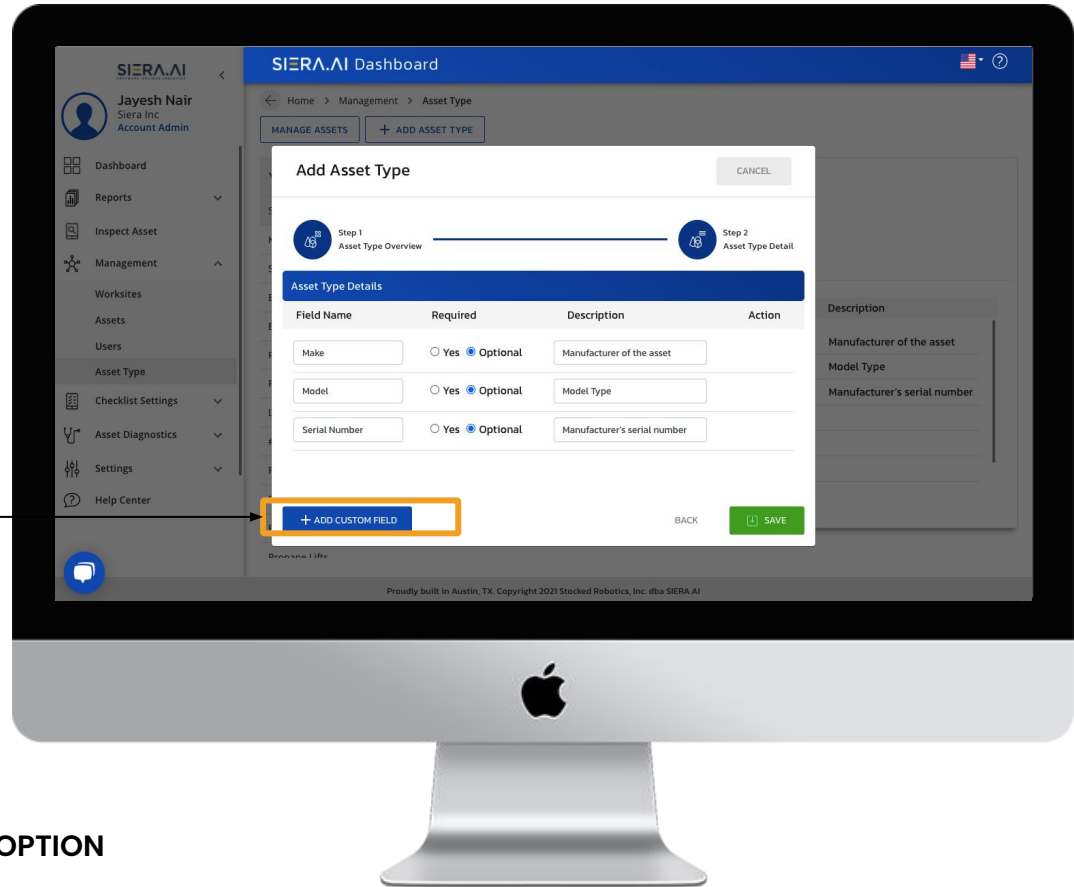 SIERA.AI
<
SIERA.AI Dashboard
Jayesh Nair
Siera Inc
Account Admin
Home > Management > Asset Type
MANAGE ASSETS
+ ADD ASSET TYPE
Dashboard
Reports
Inspect Asset
Management
Worksites
Assets
Users
Asset Type
Checklist Settings
Asset Diagnostics
Settings
Help Center
Add Asset Type
CANCEL
Step 1
Asset Type Overview
Step 2
Asset Type Detail
Asset Type Details
Field Name Required Description Action
Make Yes Optional Manufacturer of the asset
Model Yes Optional Model Type
Serial Number Yes Optional Manufacturer's serial number
+ ADD CUSTOM FIELD
BACK
SAVE
Description
Manufacturer of the asset
Model Type
Manufacturer's serial number
Propane Lifts
Proudly built in Austin, TX. Copyright 2021 Stocked Robotics, Inc. dba SIERA.AI
OPTION